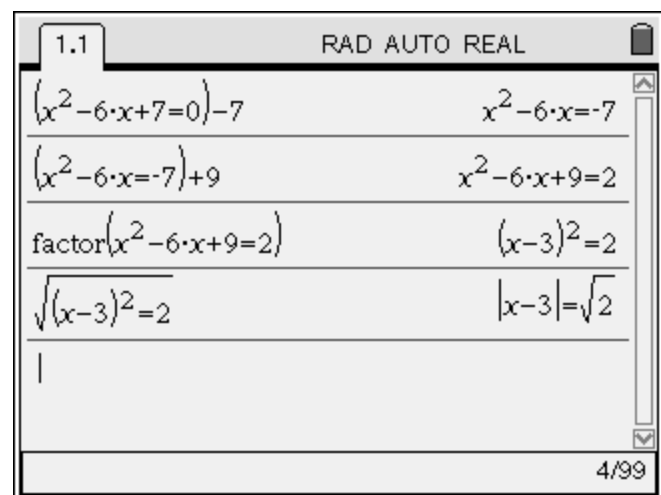 1.1 RAD AUTO REAL
(x²−6·x+7=0)−7 x²−6·x=-7
(x²−6·x=-7)+9 x²−6·x+9=2
factor(x²−6·x+9=2) (x−3)²=2
√((x−3)²=2) |x−3|=√2
4/99